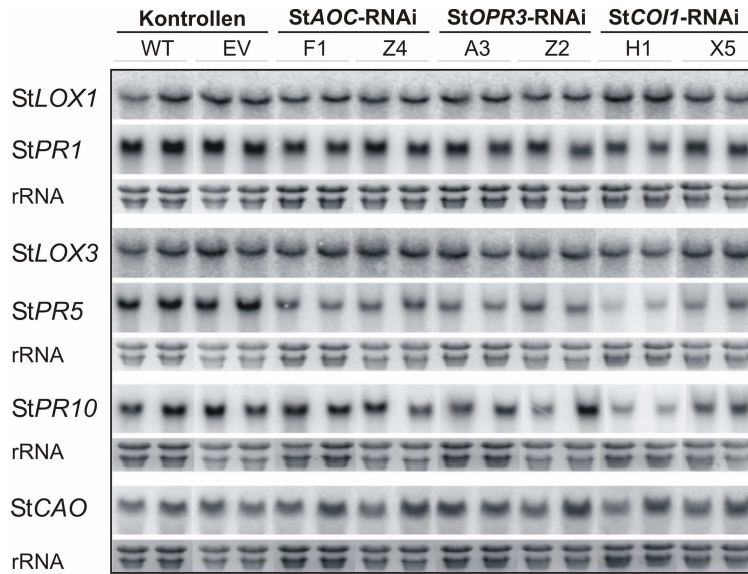 Kontrollen StAOC-RNAi StOPR3-RNAi StCOI1-RNAi
WT EV F1 Z4 A3 Z2 H1 X5
StLOX1
StPR1
rRNA
StLOX3
StPR5
rRNA
StPR10
rRNA
StCAO
rRNA